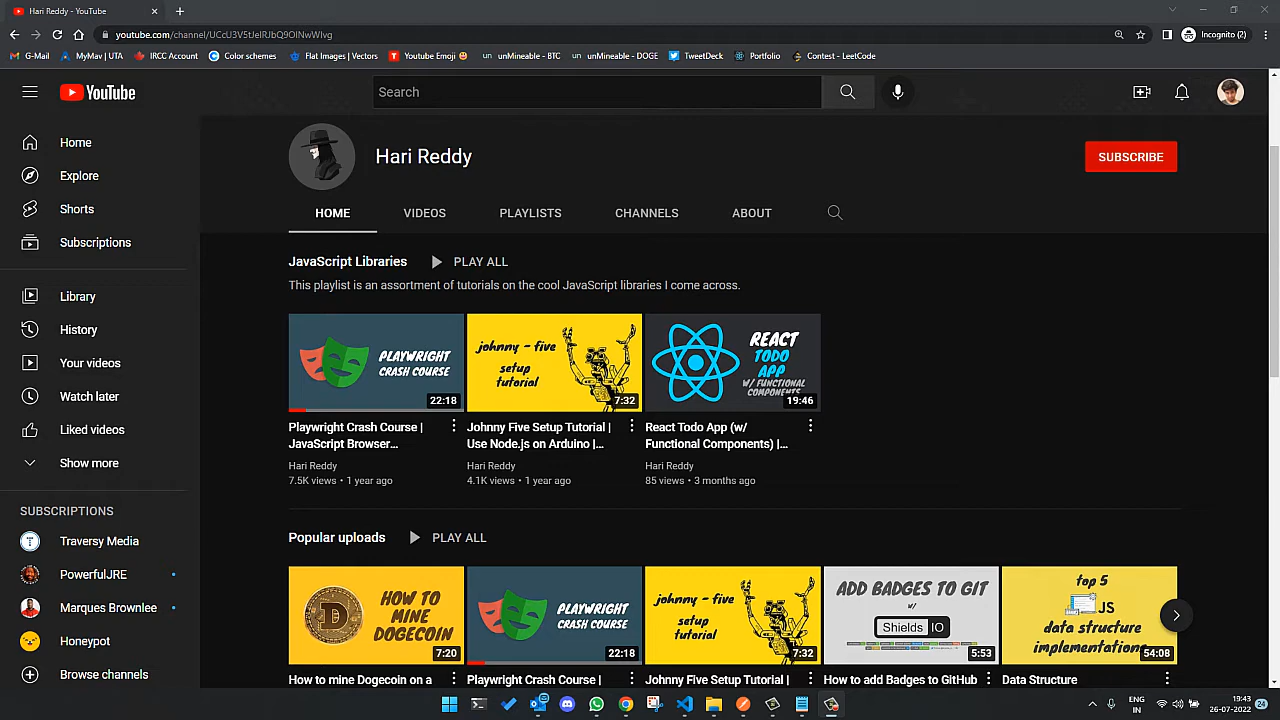 Hari Reddy - YouTube
youtube.com/channel/UCcU3V5tJeIRJbQ9OINwWIvg
Incognito (2)
G-Mail
MyMav | UTA
IRCC Account
Color schemes
Flat Images | Vectors
Youtube Emoji 😀
un unMineable - BTC
un unMineable - DOGE
TweetDeck
Portfolio
Contest - LeetCode
YouTube
Search
Hari Reddy
SUBSCRIBE
HOME
VIDEOS
PLAYLISTS
CHANNELS
ABOUT
Home
Explore
Shorts
Subscriptions
Library
History
Your videos
Watch later
Liked videos
Show more
SUBSCRIPTIONS
Traversy Media
PowerfulJRE
Marques Brownlee
Honeypot
Browse channels
JavaScript Libraries
PLAY ALL
This playlist is an assortment of tutorials on the cool JavaScript libraries I come across.
PLAYWRIGHT
CRASH COURSE
22:18
Playwright Crash Course |
JavaScript Browser...
Hari Reddy
7.5K views • 1 year ago
johnny - five
setup
tutorial
7:32
Johnny Five Setup Tutorial |
Use Node.js on Arduino |...
Hari Reddy
4.1K views • 1 year ago
REACT
TODO
APP
W/ FUNCTIONAL
COMPONENTS
19:46
React Todo App (w/
Functional Components) |...
Hari Reddy
85 views • 3 months ago
Popular uploads
PLAY ALL
HOW TO
MINE
DOGECOIN
7:20
How to mine Dogecoin on a
PLAYWRIGHT
CRASH COURSE
22:18
Playwright Crash Course |
johnny - five
setup
tutorial
7:32
Johnny Five Setup Tutorial |
ADD BADGES TO GIT
W/
Shields IO
5:53
How to add Badges to GitHub
top 5
JS
data structure
implementation
54:08
Data Structure
ENG
IN
19:43
26-07-2022